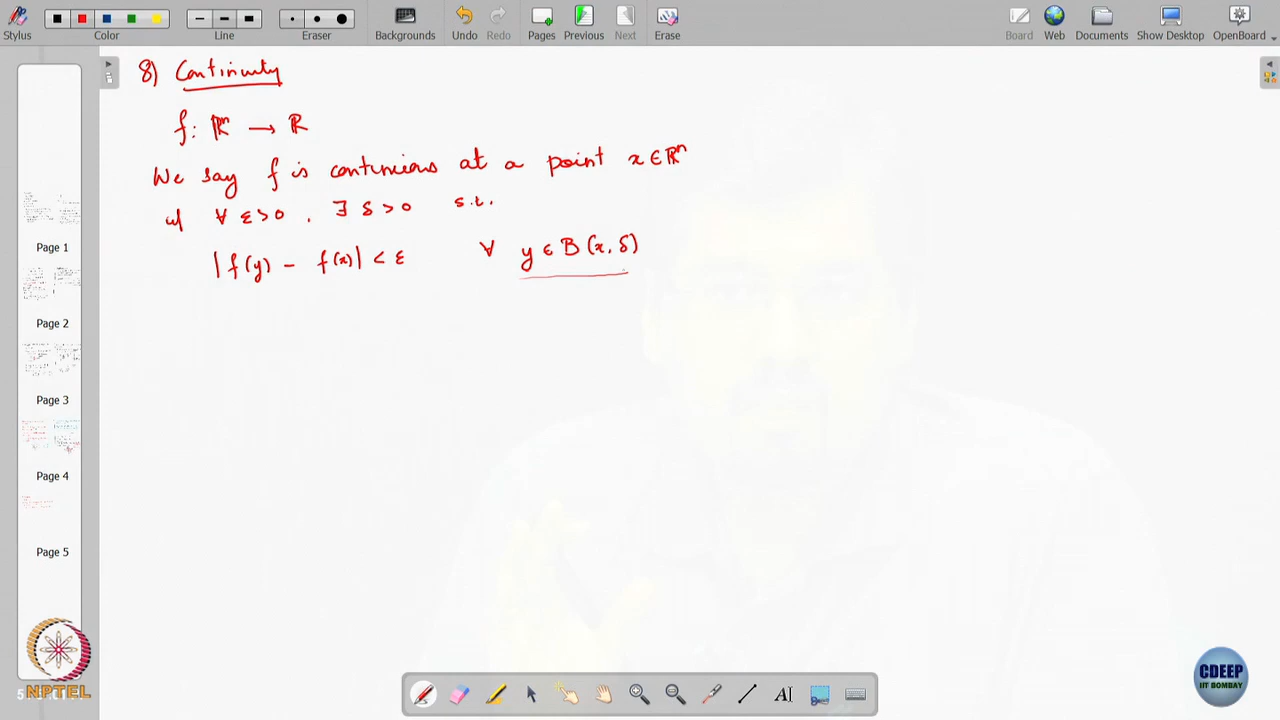 Stylus
Color
Line
Eraser
Backgrounds
Undo
Redo
Pages
Previous
Next
Erase
Board
Web
Documents
Show Desktop
OpenBoard
8) Continuity
f: ℝⁿ → ℝ
We say f is continuous at a point x ∈ ℝⁿ
if ∀ ε > 0 , ∃ δ > 0 s.t.
|f(y) - f(x)| < ε ∀ y ∈ B(x, δ)
Page 1
Page 2
Page 3
Page 4
Page 5
NPTEL
CDEEP
IIT BOMBAY